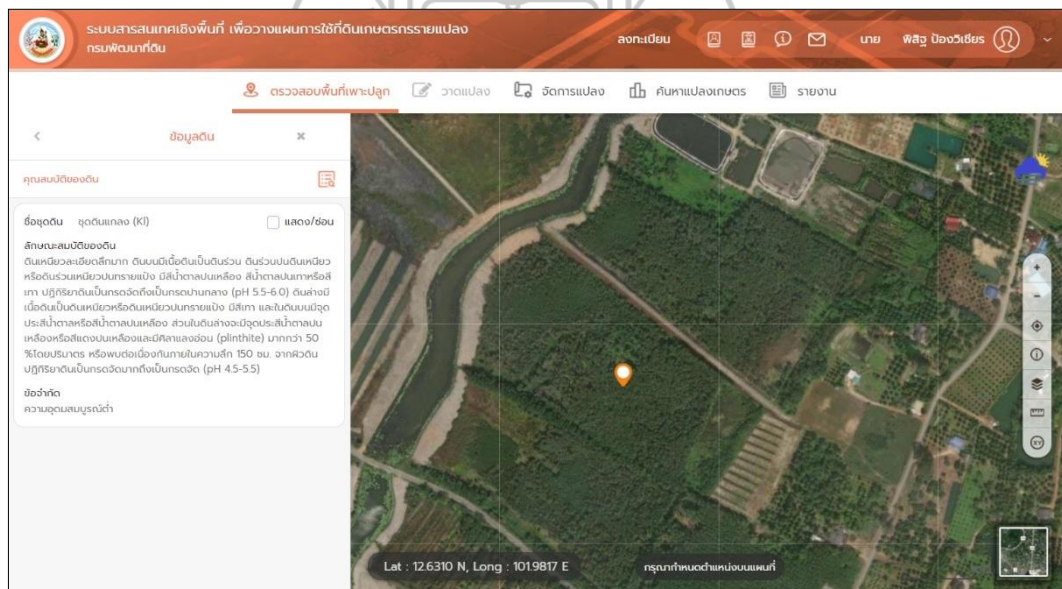 ระบบสารสนเทศเชิงพื้นที่ เพื่อวางแผนการใช้ที่ดินเกษตรกรรายแปลง
กรมพัฒนาที่ดิน
ลงทะเบียน
นาย พิสิฐ ป้องวิเชียร
ตรวจสอบพื้นที่เพาะปลูก
วาดแปลง
จัดการแปลง
ค้นหาแปลงเกษตร
รายงาน
ข้อมูลดิน
คุณสมบัติของดิน
ชื่อชุดดิน ชุดดินแกลง (Kl)
แสดง/ซ่อน
ลักษณะสมบัติของดิน
ดินเหนียวละเอียดลึกมาก ดินบนมีเนื้อดินเป็นดินร่วน ดินร่วนปนดินเหนียว
หรือดินร่วนเหนียวปนทรายแป้ง มีสีน้ำตาลปนเหลือง สีน้ำตาลปนเทาหรือสี
เทา ปฏิกิริยาดินเป็นกรดจัดถึงเป็นกรดปานกลาง (pH 5.5-6.0) ดินล่างมี
เนื้อดินเป็นดินเหนียวหรือดินเหนียวปนทรายแป้ง มีสีเทา และในดินบนมีจุด
ประสีน้ำตาลหรือสีน้ำตาลปนเหลือง ส่วนในดินล่างจะมีจุดประสีน้ำตาลปน
เหลืองหรือสีแดงปนเหลืองและมีศิลาแลงอ่อน (plinthite) มากกว่า 50
%โดยปริมาตร หรือพบต่อเนื่องกันภายในความลึก 150 ซม. จากผิวดิน
ปฏิกิริยาดินเป็นกรดจัดมากถึงเป็นกรดจัด (pH 4.5-5.5)
ข้อจำกัด
ความอุดมสมบูรณ์ต่ำ
XY
Lat : 12.6310 N, Long : 101.9817 E
กรุณากำหนดตำแหน่งบนแผนที่